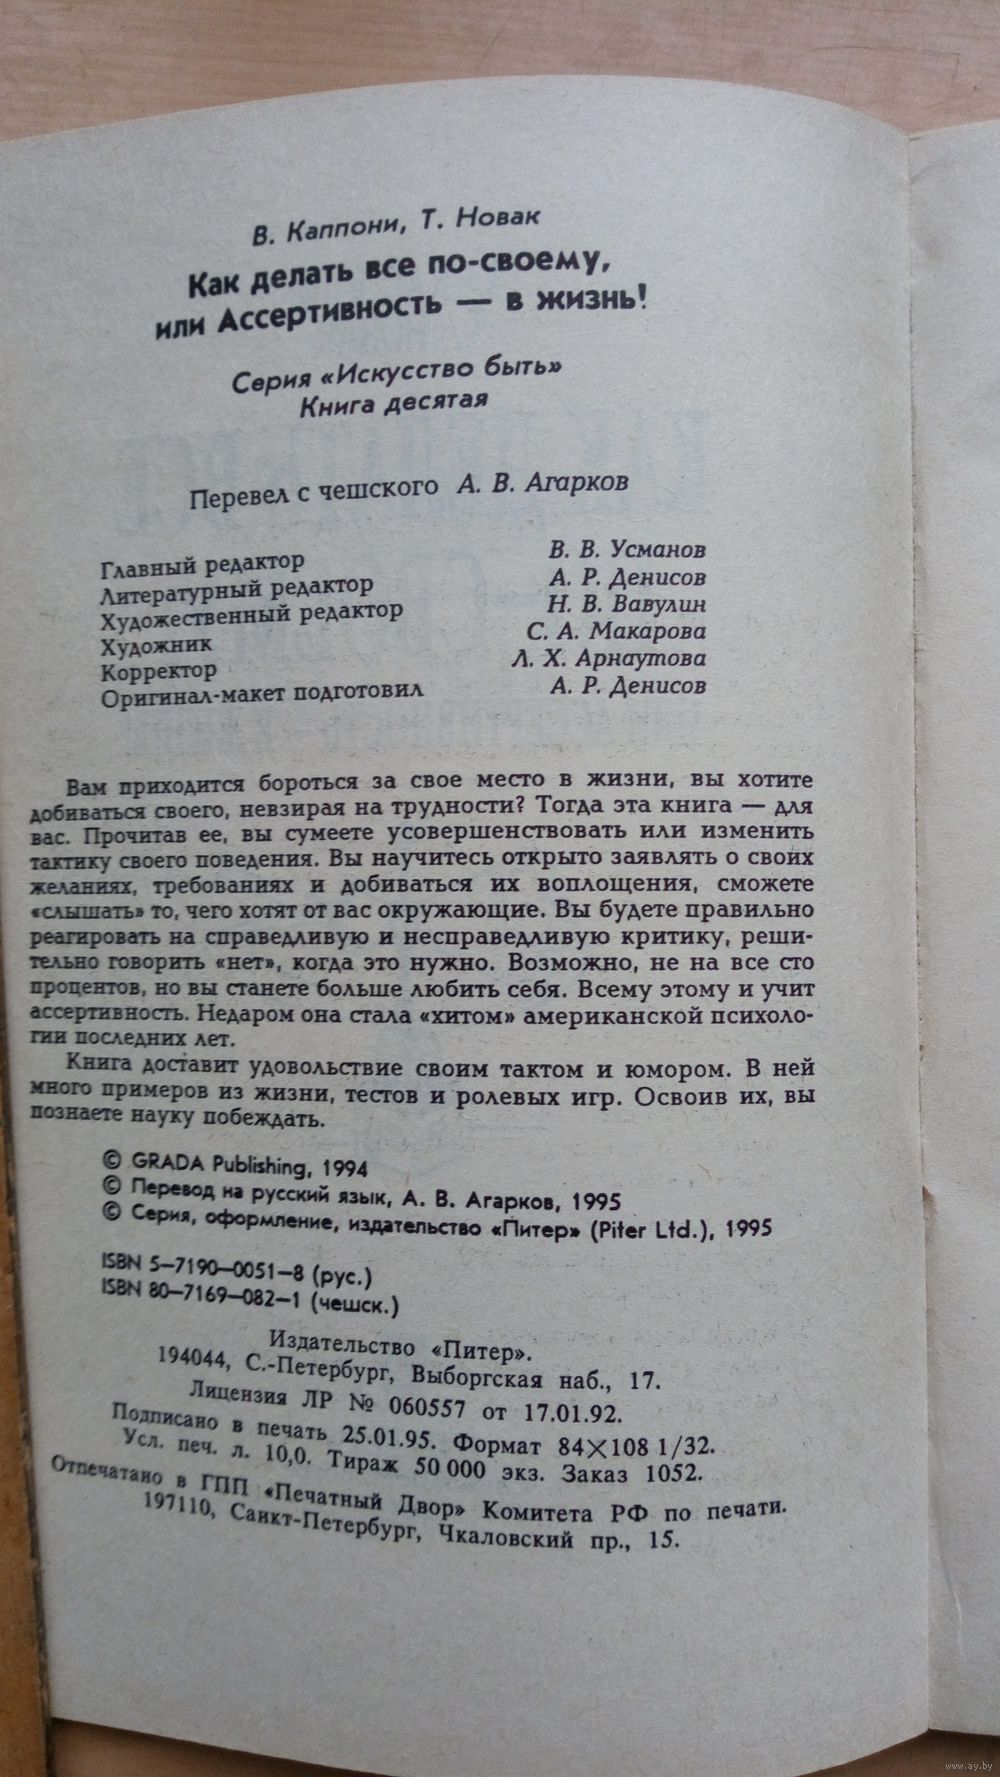 В. Каппони, Т. Новак
Как делать все по-своему,
или Ассертивность — в жизнь!
Серия «Искусство быть»
Книга десятая
Перевел с чешского А. В. Агарков
Главный редактор В. В. Усманов
Литературный редактор А. Р. Денисов
Художественный редактор Н. В. Вавулин
Художник С. А. Макарова
Корректор Л. Х. Арнаутова
Оригинал-макет подготовил А. Р. Денисов
Вам приходится бороться за свое место в жизни, вы хотите
добиваться своего, невзирая на трудности? Тогда эта книга — для
вас. Прочитав ее, вы сумеете усовершенствовать или изменить
тактику своего поведения. Вы научитесь открыто заявлять о своих
желаниях, требованиях и добиваться их воплощения, сможете
«слышать» то, чего хотят от вас окружающие. Вы будете правильно
реагировать на справедливую и несправедливую критику, реши-
тельно говорить «нет», когда это нужно. Возможно, не на все сто
процентов, но вы станете больше любить себя. Всему этому и учит
ассертивность. Недаром она стала «хитом» американской психоло-
гии последних лет.
Книга доставит удовольствие своим тактом и юмором. В ней
много примеров из жизни, тестов и ролевых игр. Освоив их, вы
познаете науку побеждать.
© GRADA Publishing, 1994
© Перевод на русский язык, А. В. Агарков, 1995
© Серия, оформление, издательство «Питер» (Piter Ltd.), 1995
ISBN 5–7190–0051–8 (рус.)
ISBN 80–7169–082–1 (чешск.)
Издательство «Питер».
194044, С.-Петербург, Выборгская наб., 17.
Лицензия ЛР № 060557 от 17.01.92.
Подписано в печать 25.01.95. Формат 84×108 1/32.
Усл. печ. л. 10,0. Тираж 50 000 экз. Заказ 1052.
Отпечатано в ГПП «Печатный Двор» Комитета РФ по печати.
197110, Санкт-Петербург, Чкаловский пр., 15.
www.ay.by